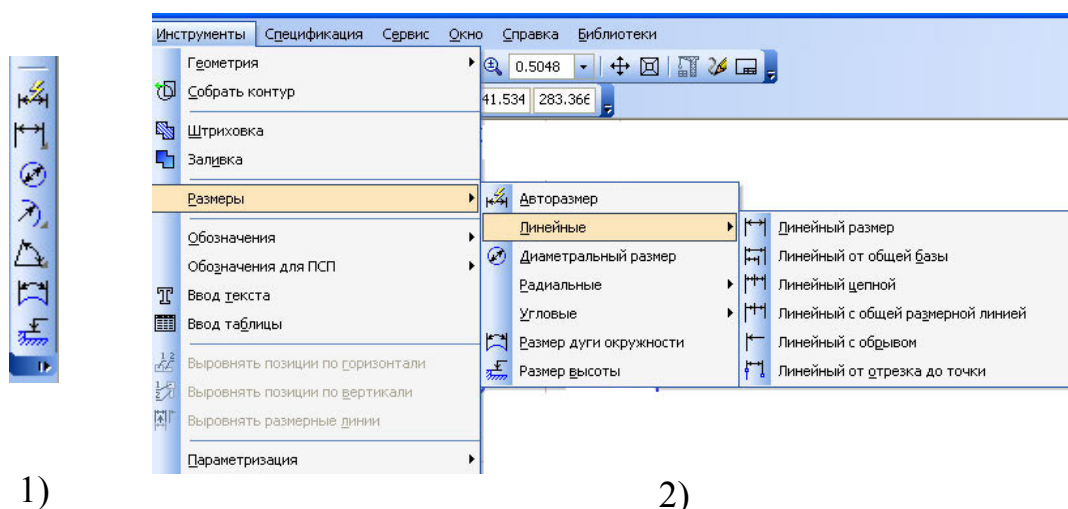 Инструменты Спецификация Сервис Окно Справка Библиотеки
Геометрия
0.5048
Собрать контур
41.534 283.366
Штриховка
Заливка
Размеры
Авторазмер
Линейные
Линейный размер
Обозначения
Диаметральный размер
Линейный от общей базы
Обозначения для ПСП
Радиальные
Линейный цепной
Ввод текста
Угловые
Линейный с общей размерной линией
Ввод таблицы
Размер дуги окружности
Линейный с обрывом
Выровнять позиции по горизонтали
Размер высоты
Линейный от отрезка до точки
Выровнять позиции по вертикали
Выровнять размерные линии
Параметризация
1)
2)